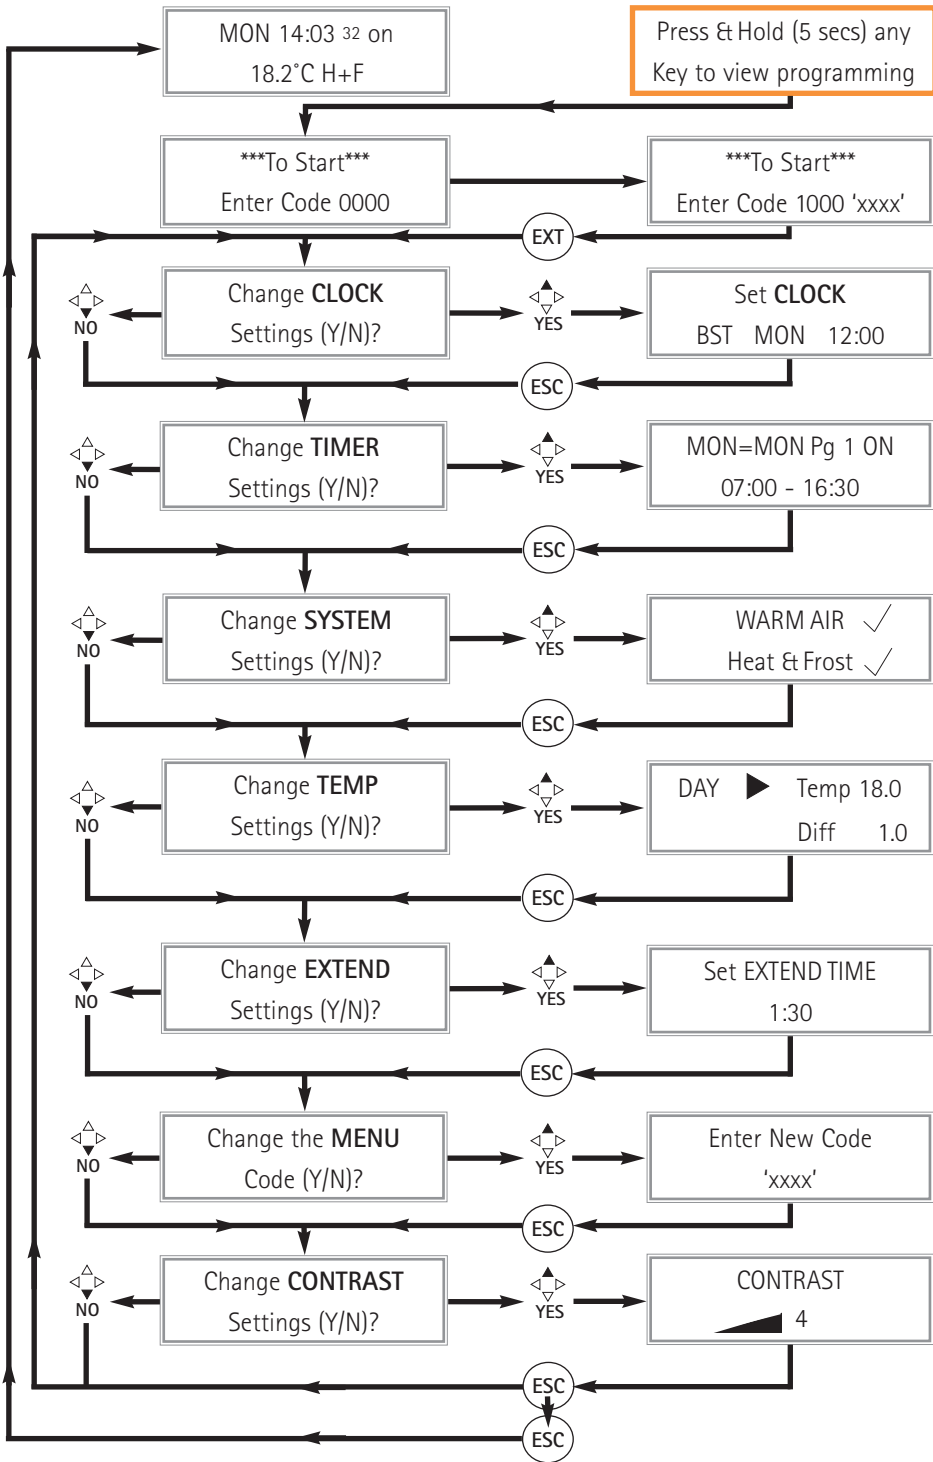 MON 14:03 32 on
18.2°C H+F
Press & Hold (5 secs) any
Key to view programming
***To Start***
Enter Code 0000
***To Start***
Enter Code 1000 'xxxx'
EXT
Change CLOCK
Settings (Y/N)?
NO
YES
Set CLOCK
BST MON 12:00
ESC
Change TIMER
Settings (Y/N)?
NO
YES
MON=MON Pg 1 ON
07:00 - 16:30
ESC
Change SYSTEM
Settings (Y/N)?
NO
YES
WARM AIR ✓
Heat & Frost ✓
ESC
Change TEMP
Settings (Y/N)?
NO
YES
DAY ▶ Temp 18.0
Diff 1.0
ESC
Change EXTEND
Settings (Y/N)?
NO
YES
Set EXTEND TIME
1:30
ESC
Change the MENU
Code (Y/N)?
NO
YES
Enter New Code
'xxxx'
ESC
Change CONTRAST
Settings (Y/N)?
NO
YES
CONTRAST
4
ESC
ESC